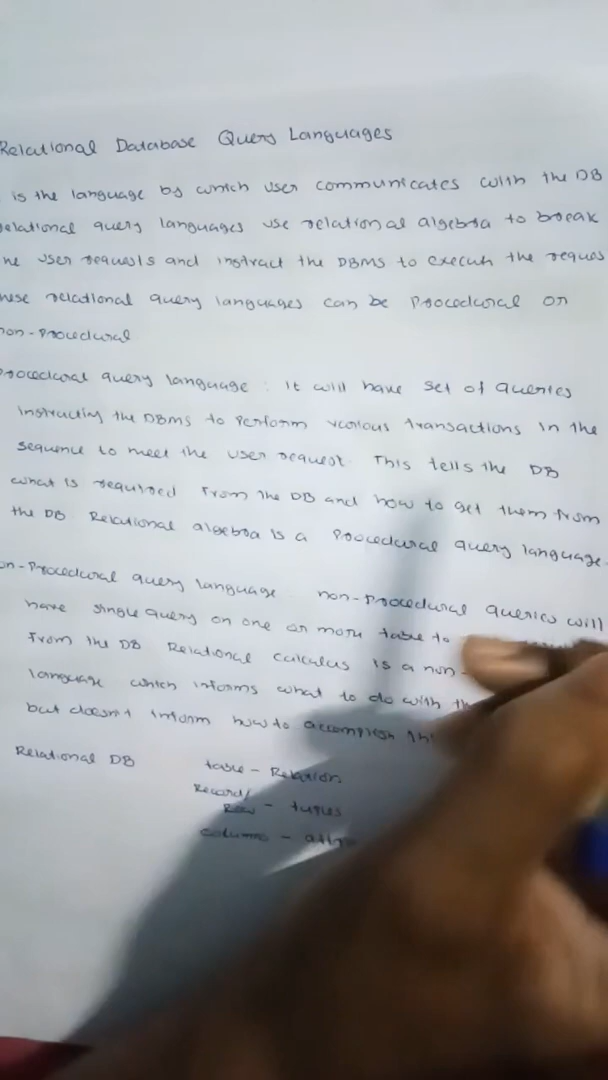 Relational Database Query Languages
is the language by which user communicates with the DB
relational query languages use relational algebra to break
the user requests and instruct the DBMS to execute the reques
hese relational query languages can be procedural or
non-procedural
Procedural query language : it will have set of queries
instructing the DBMS to perform various transactions in the
sequence to meet the user request. This tells the DB
what is required from the DB and how to get them from
the DB Relational algebra is a procedural query language.
on-procedural query language non-procedural queries will
have single query on one or more table to
From the DB Relational calculus is a non-
language which informs what to do with th
but doesn't inform how to accomplish thi
Relational DB
table - Relation
Record/
Row - tuples
columns - att